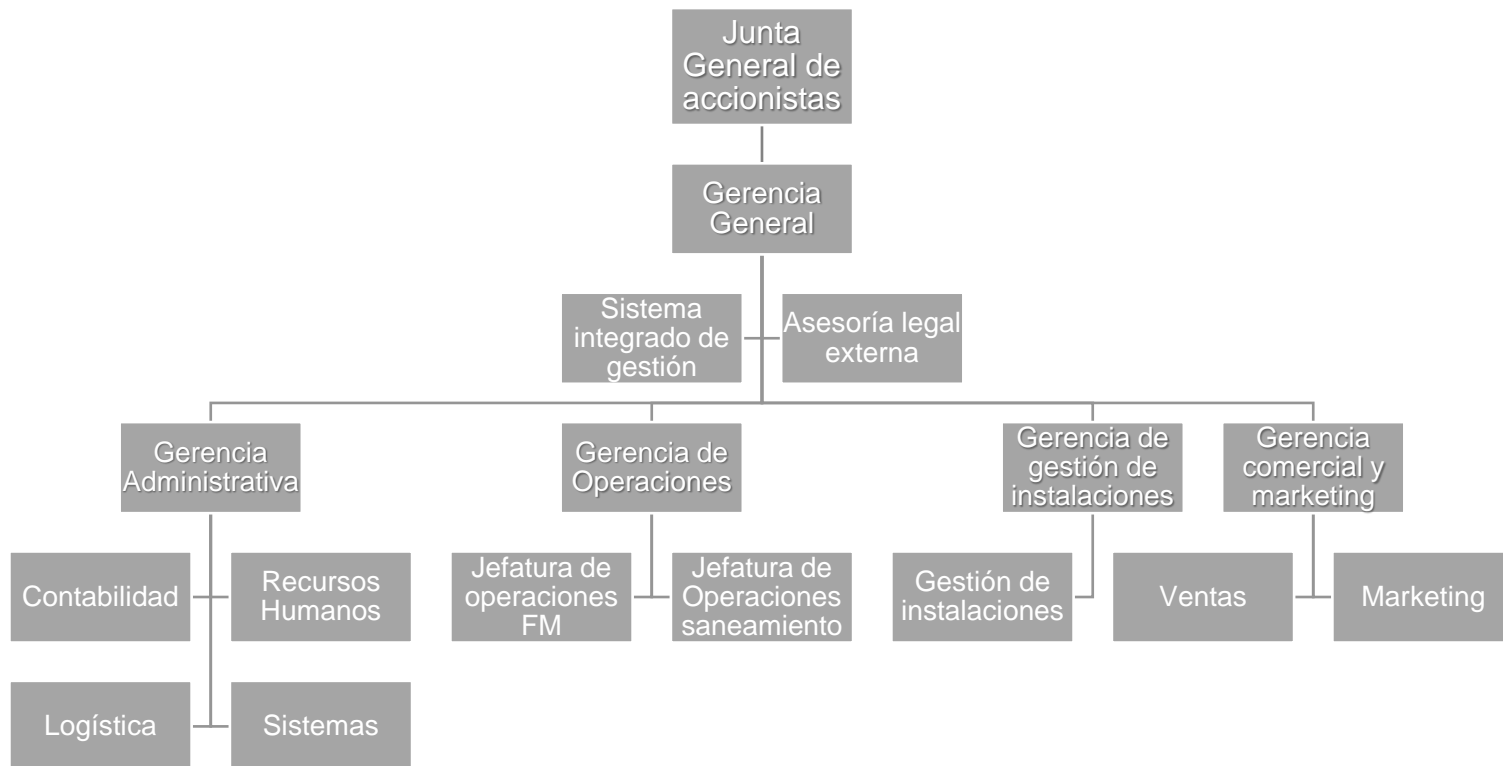 Junta
General de
accionistas
Gerencia
General
Sistema
integrado de
gestión
Asesoría legal
externa
Gerencia
Administrativa
Gerencia de
Operaciones
Gerencia de
gestión de
instalaciones
Gerencia
comercial y
marketing
Contabilidad
Recursos
Humanos
Jefatura de
operaciones
FM
Jefatura de
Operaciones
saneamiento
Gestión de
instalaciones
Ventas
Marketing
Logística
Sistemas